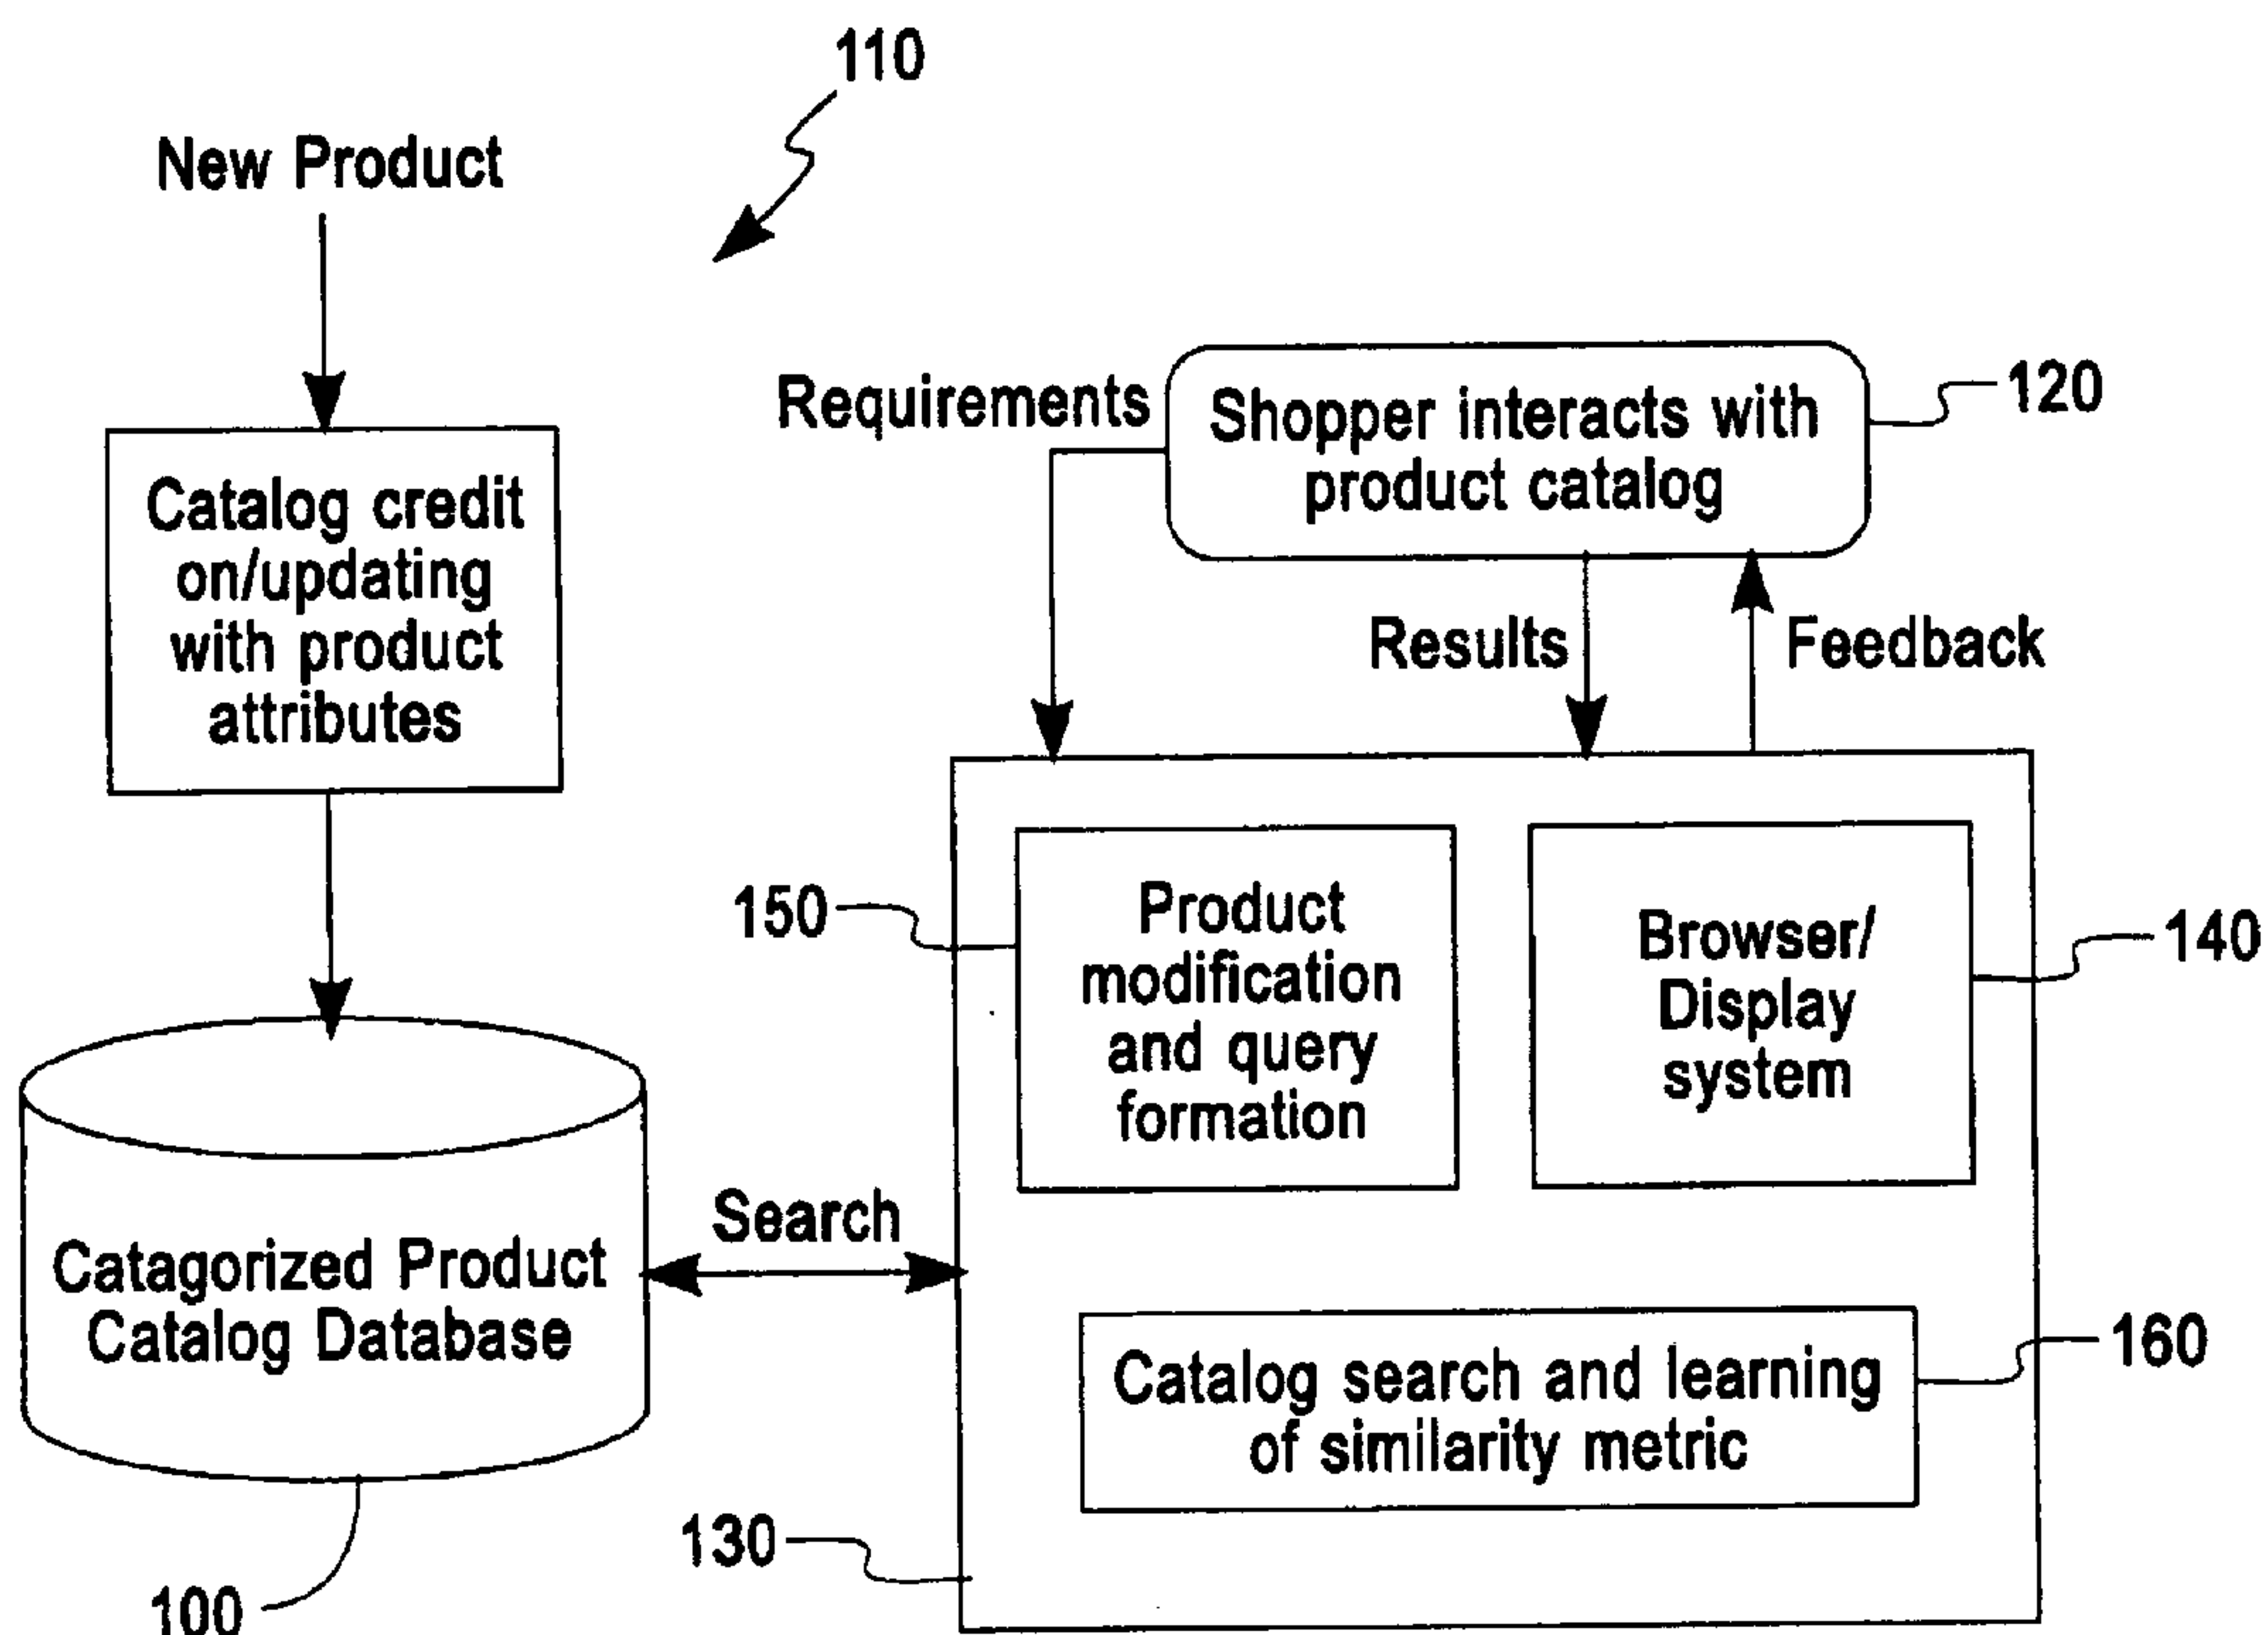 110
New Product
Requirements
Shopper interacts with
product catalog
120
Catalog credit
on/updating
with product
attributes
Results
Feedback
150
Product
modification
and query
formation
Browser/
Display
system
140
Search
Catagorized Product
Catalog Database
Catalog search and learning
of similarity metric
160
130
100